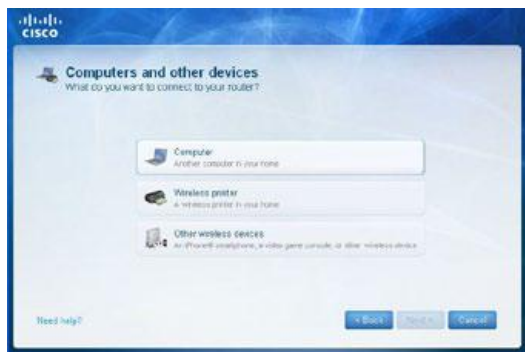 CISCO
Computers and other devices
What do you want to connect to your router?
Computer
Another computer in your home
Wireless printer
A wireless printer in your home
Other wireless devices
An iPhone® smartphone, a video game console, or other wireless device
Need help?
< Back
Next >
Cancel